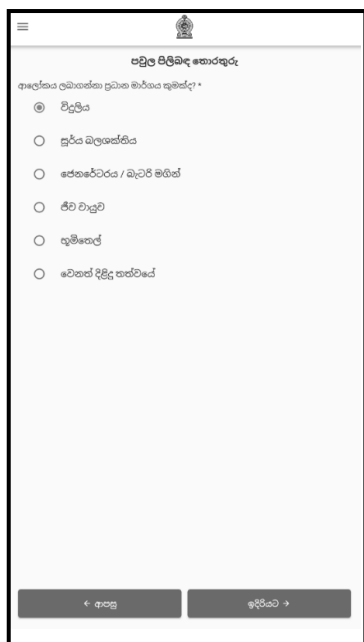 පවුල පිලිබඳ තොරතුරු
ආලෝකය ලබාගන්නා ප්‍රධාන මාර්ගය කුමක්ද? *
විදුලිය
සූර්ය බලශක්තිය
ජෙනරේටරය / බැටරි මගින්
ජීව වායුව
භූමිතෙල්
වෙනත් දිළිඳු තත්වයේ
← ආපසු
ඉදිරියට →